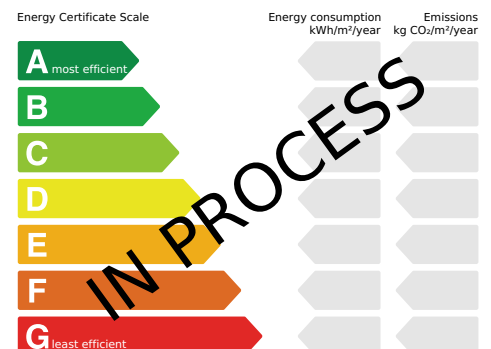 Energy Certificate Scale
Energy consumption
kWh/m²/year
Emissions
kg CO₂/m²/year
A most efficient
B
C
D
E
F
G least efficient
IN PROCESS